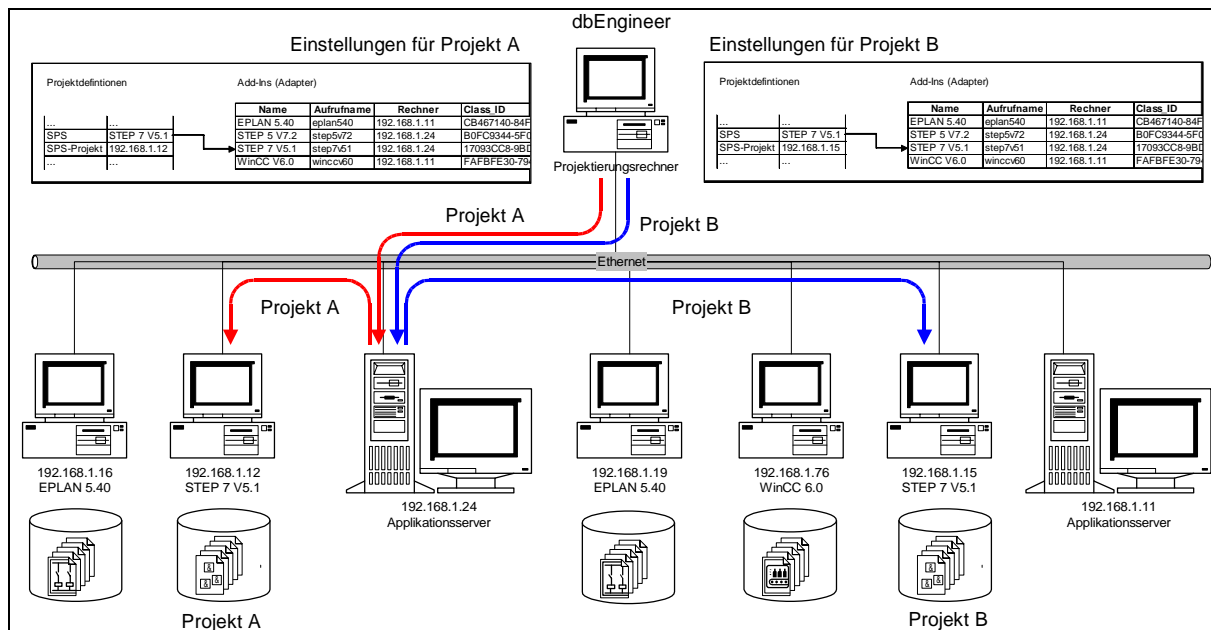 dbEngineer
Einstellungen für Projekt A
Projektdefintionen
Add-Ins (Adapter)
Name Aufrufname Rechner Class_ID
... EPLAN 5.40 eplan540 192.168.1.11 CB467140-84F
SPS STEP 7 V5.1 STEP 5 V7.2 step5v72 192.168.1.24 B0FC9344-5F0
SPS-Projekt 192.168.1.12 STEP 7 V5.1 step7v51 192.168.1.24 17093CC8-9BD
... WinCC V6.0 winccv60 192.168.1.11 FAFBFE30-794
Einstellungen für Projekt B
Projektdefintionen
Add-Ins (Adapter)
Name Aufrufname Rechner Class_ID
... EPLAN 5.40 eplan540 192.168.1.11 CB467140-84F
SPS STEP 7 V5.1 STEP 5 V7.2 step5v72 192.168.1.24 B0FC9344-5F0
SPS-Projekt 192.168.1.15 STEP 7 V5.1 step7v51 192.168.1.24 17093CC8-9BD
... WinCC V6.0 winccv60 192.168.1.11 FAFBFE30-794
Projektierungsrechner
Projekt A
Projekt B
Ethernet
Projekt A
Projekt B
192.168.1.16
EPLAN 5.40
192.168.1.12
STEP 7 V5.1
192.168.1.24
Applikationsserver
192.168.1.19
EPLAN 5.40
192.168.1.76
WinCC 6.0
192.168.1.15
STEP 7 V5.1
192.168.1.11
Applikationsserver
Projekt A
Projekt B